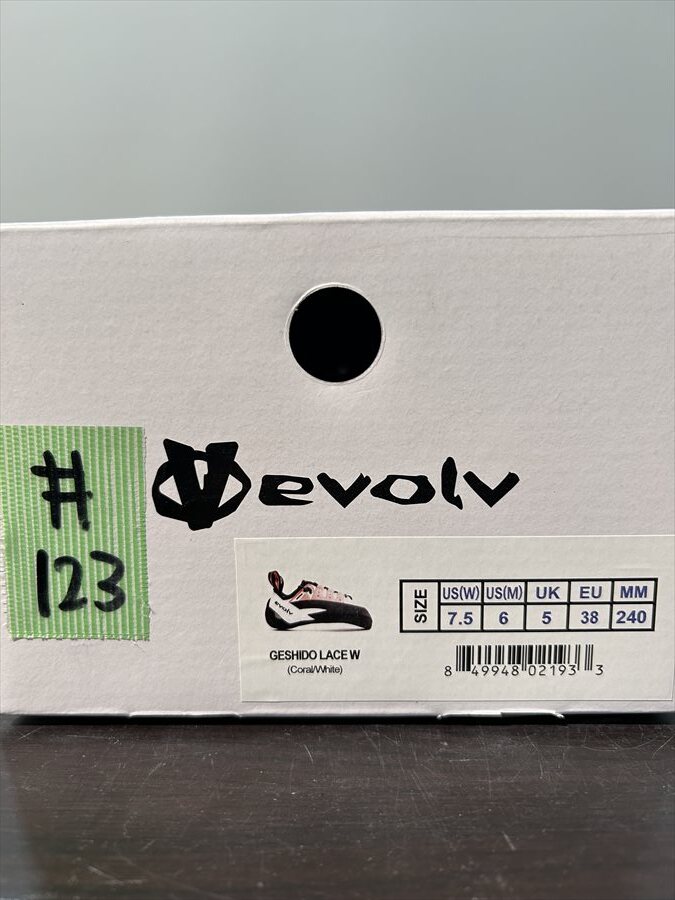 #
123
evolv
evolv
GESHIDO LACE W
(Coral/White)
SIZE
US(W) US(M) UK EU MM
7.5 6 5 38 240
8 49948 02193 3